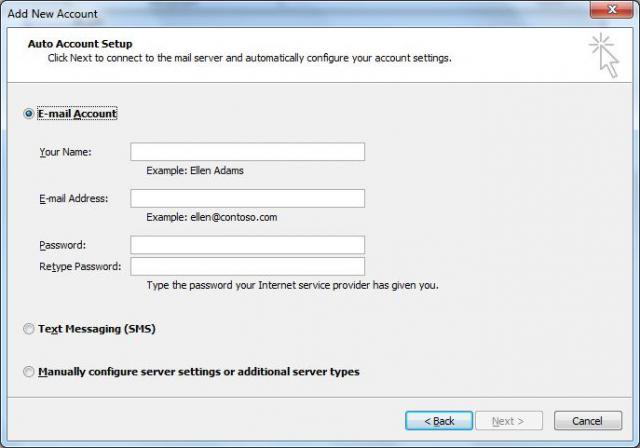 Add New Account
Auto Account Setup
Click Next to connect to the mail server and automatically configure your account settings.
E-mail Account
Your Name:
Example: Ellen Adams
E-mail Address:
Example: ellen@contoso.com
Password:
Retype Password:
Type the password your Internet service provider has given you.
Text Messaging (SMS)
Manually configure server settings or additional server types
< Back Next > Cancel